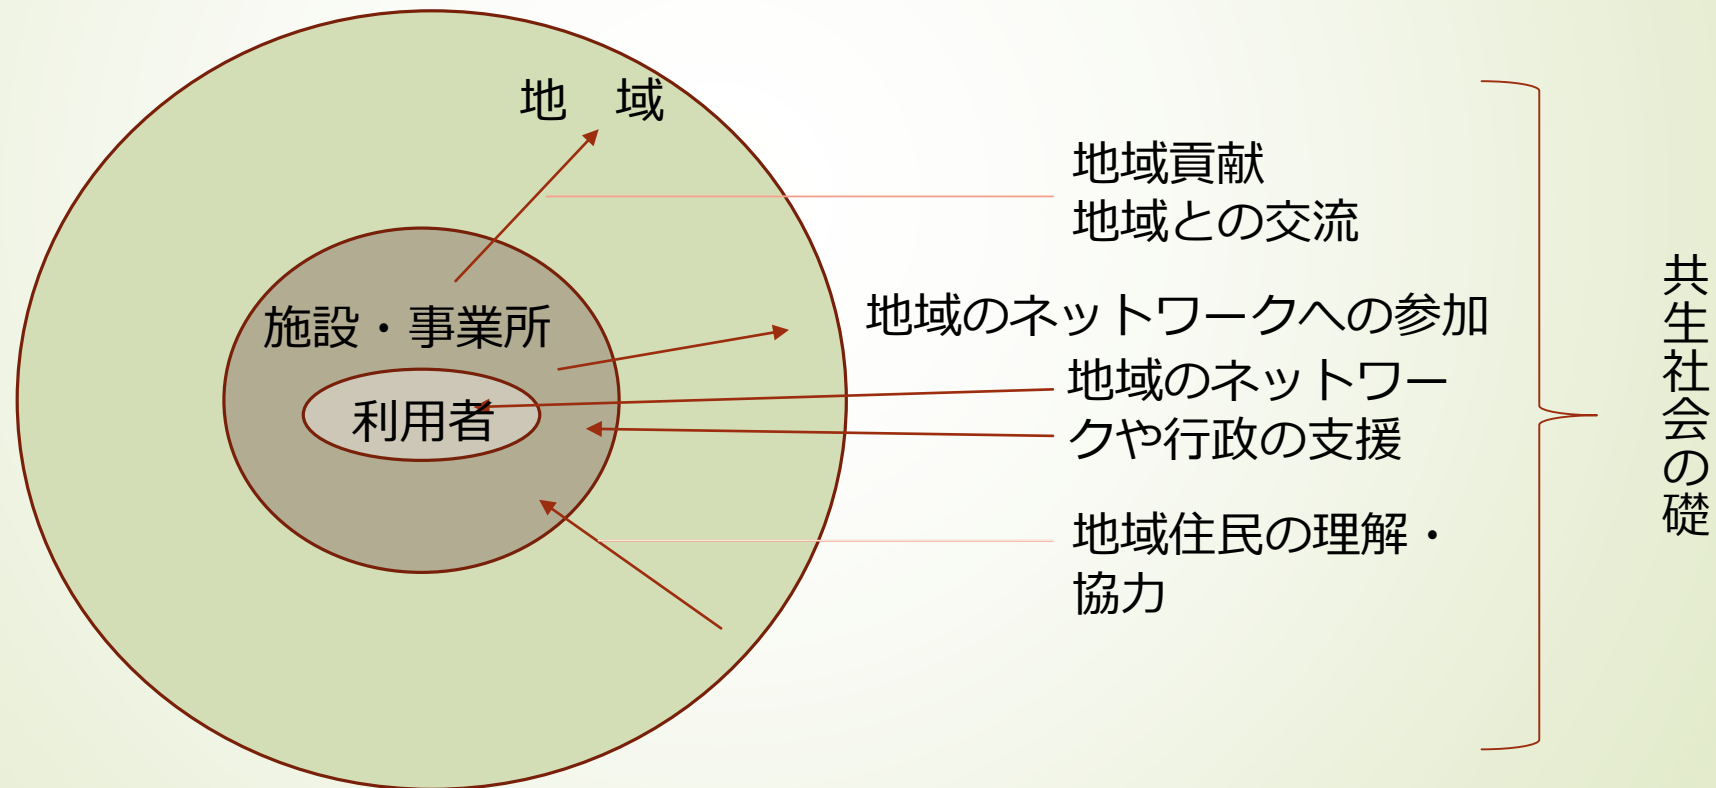 地　域
施設・事業所
利用者
地域貢献
地域との交流
地域のネットワークへの参加
地域のネットワー
クや行政の支援
地域住民の理解・
協力
共生社会の礎